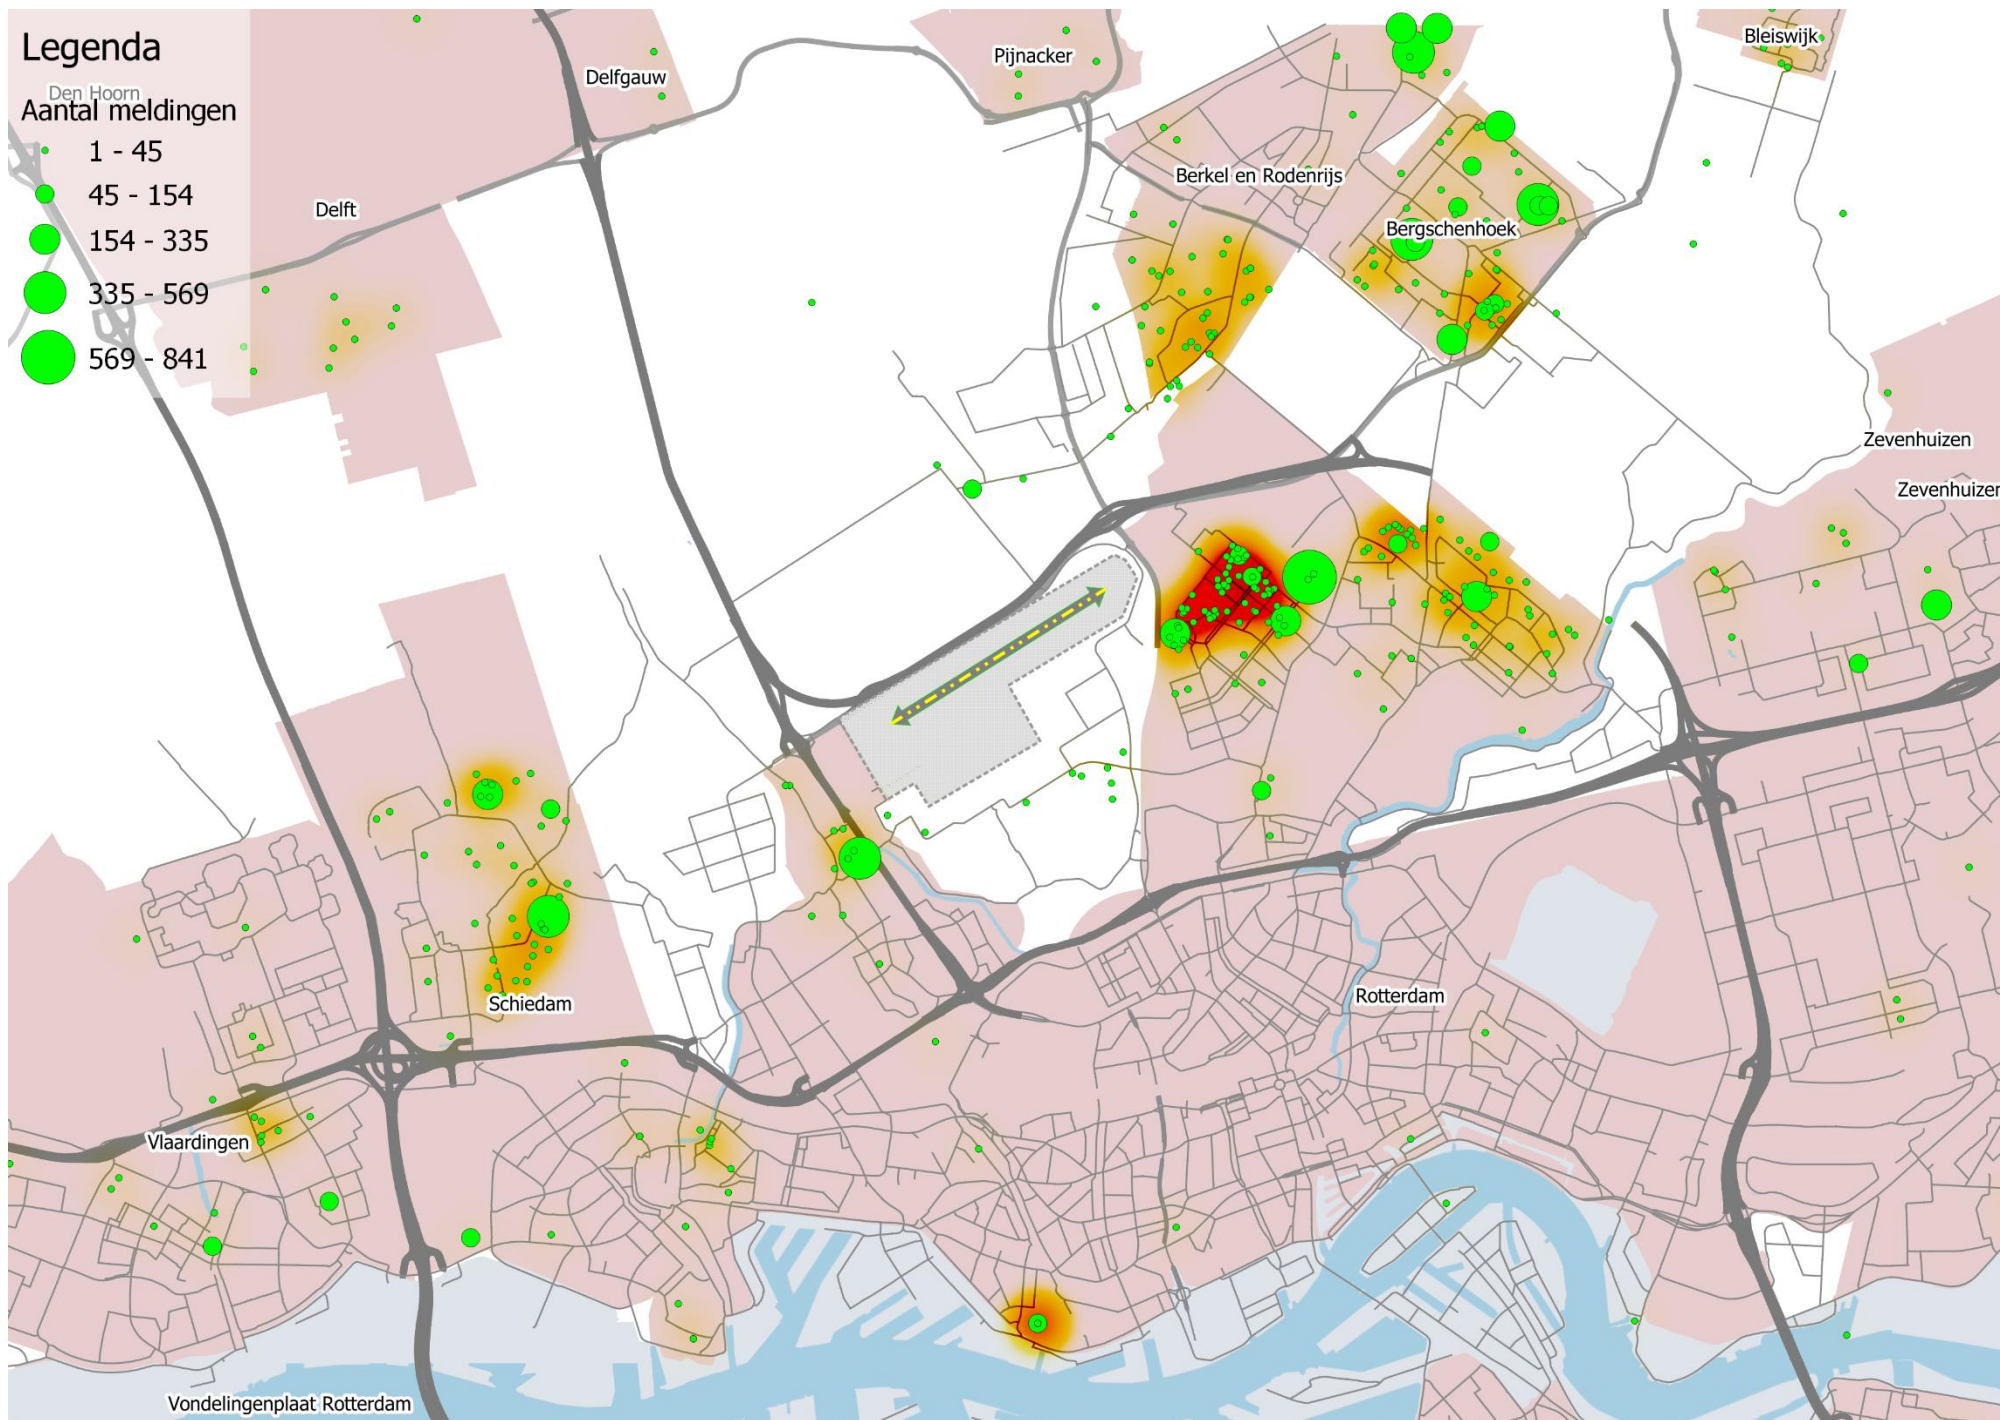 Legenda
Den Hoorn
Aantal meldingen
1 - 45
45 - 154
154 - 335
335 - 569
569 - 841
Delfgauw
Pijnacker
Bleiswijk
Delft
Berkel en Rodenrijs
Bergschenhoek
Zevenhuizen
Zevenhuizen
Schiedam
Rotterdam
Vlaardingen
Vondelingenplaat Rotterdam